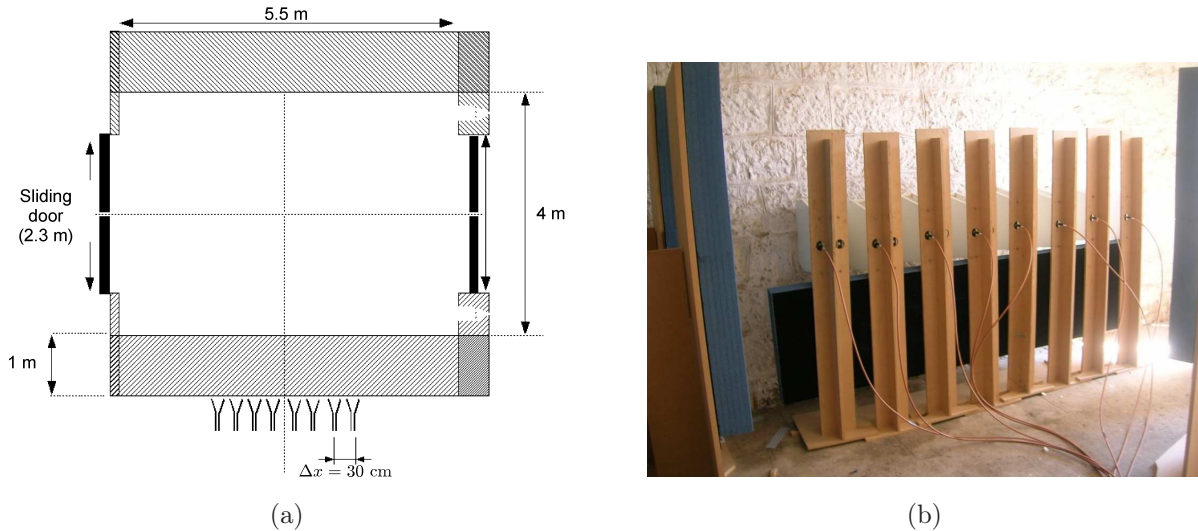 5.5 m
Sliding
door
(2.3 m)
4 m
1 m
Δx = 30 cm
(a)
(b)